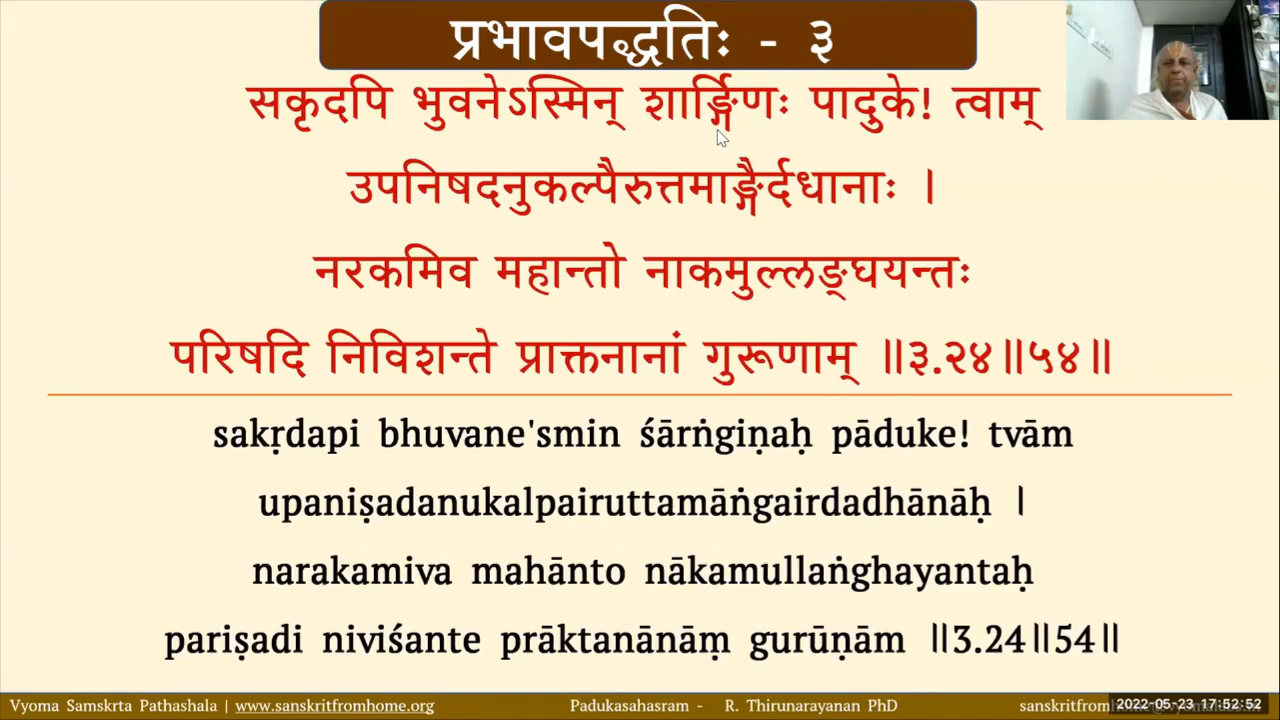 प्रभावपद्धतिः - ३
सकृदपि भुवनेऽस्मिन् शार्ङ्गिणः पादुके! त्वाम्
उपनिषदनुकल्पैरुत्तमाङ्गैर्दधानाः ।
नरकमिव महान्तो नाकमुल्लङ्घयन्तः
परिषदि निविशन्ते प्राक्तनानां गुरूणाम् ॥३.२४॥५४॥
sakṛdapi bhuvane'smin śārṅgiṇaḥ pāduke! tvām
upaniṣadanukalpairuttamāṅgairdadhānāḥ |
narakamiva mahānto nākamullaṅghayantaḥ
pariṣadi niviśante prāktanānāṃ gurūṇām ॥3.24॥54॥
Vyoma Samskrta Pathashala | www.sanskritfromhome.org Padukasahasram - R. Thirunarayanan PhD sanskritfrom 2022-05-23 17:52:52